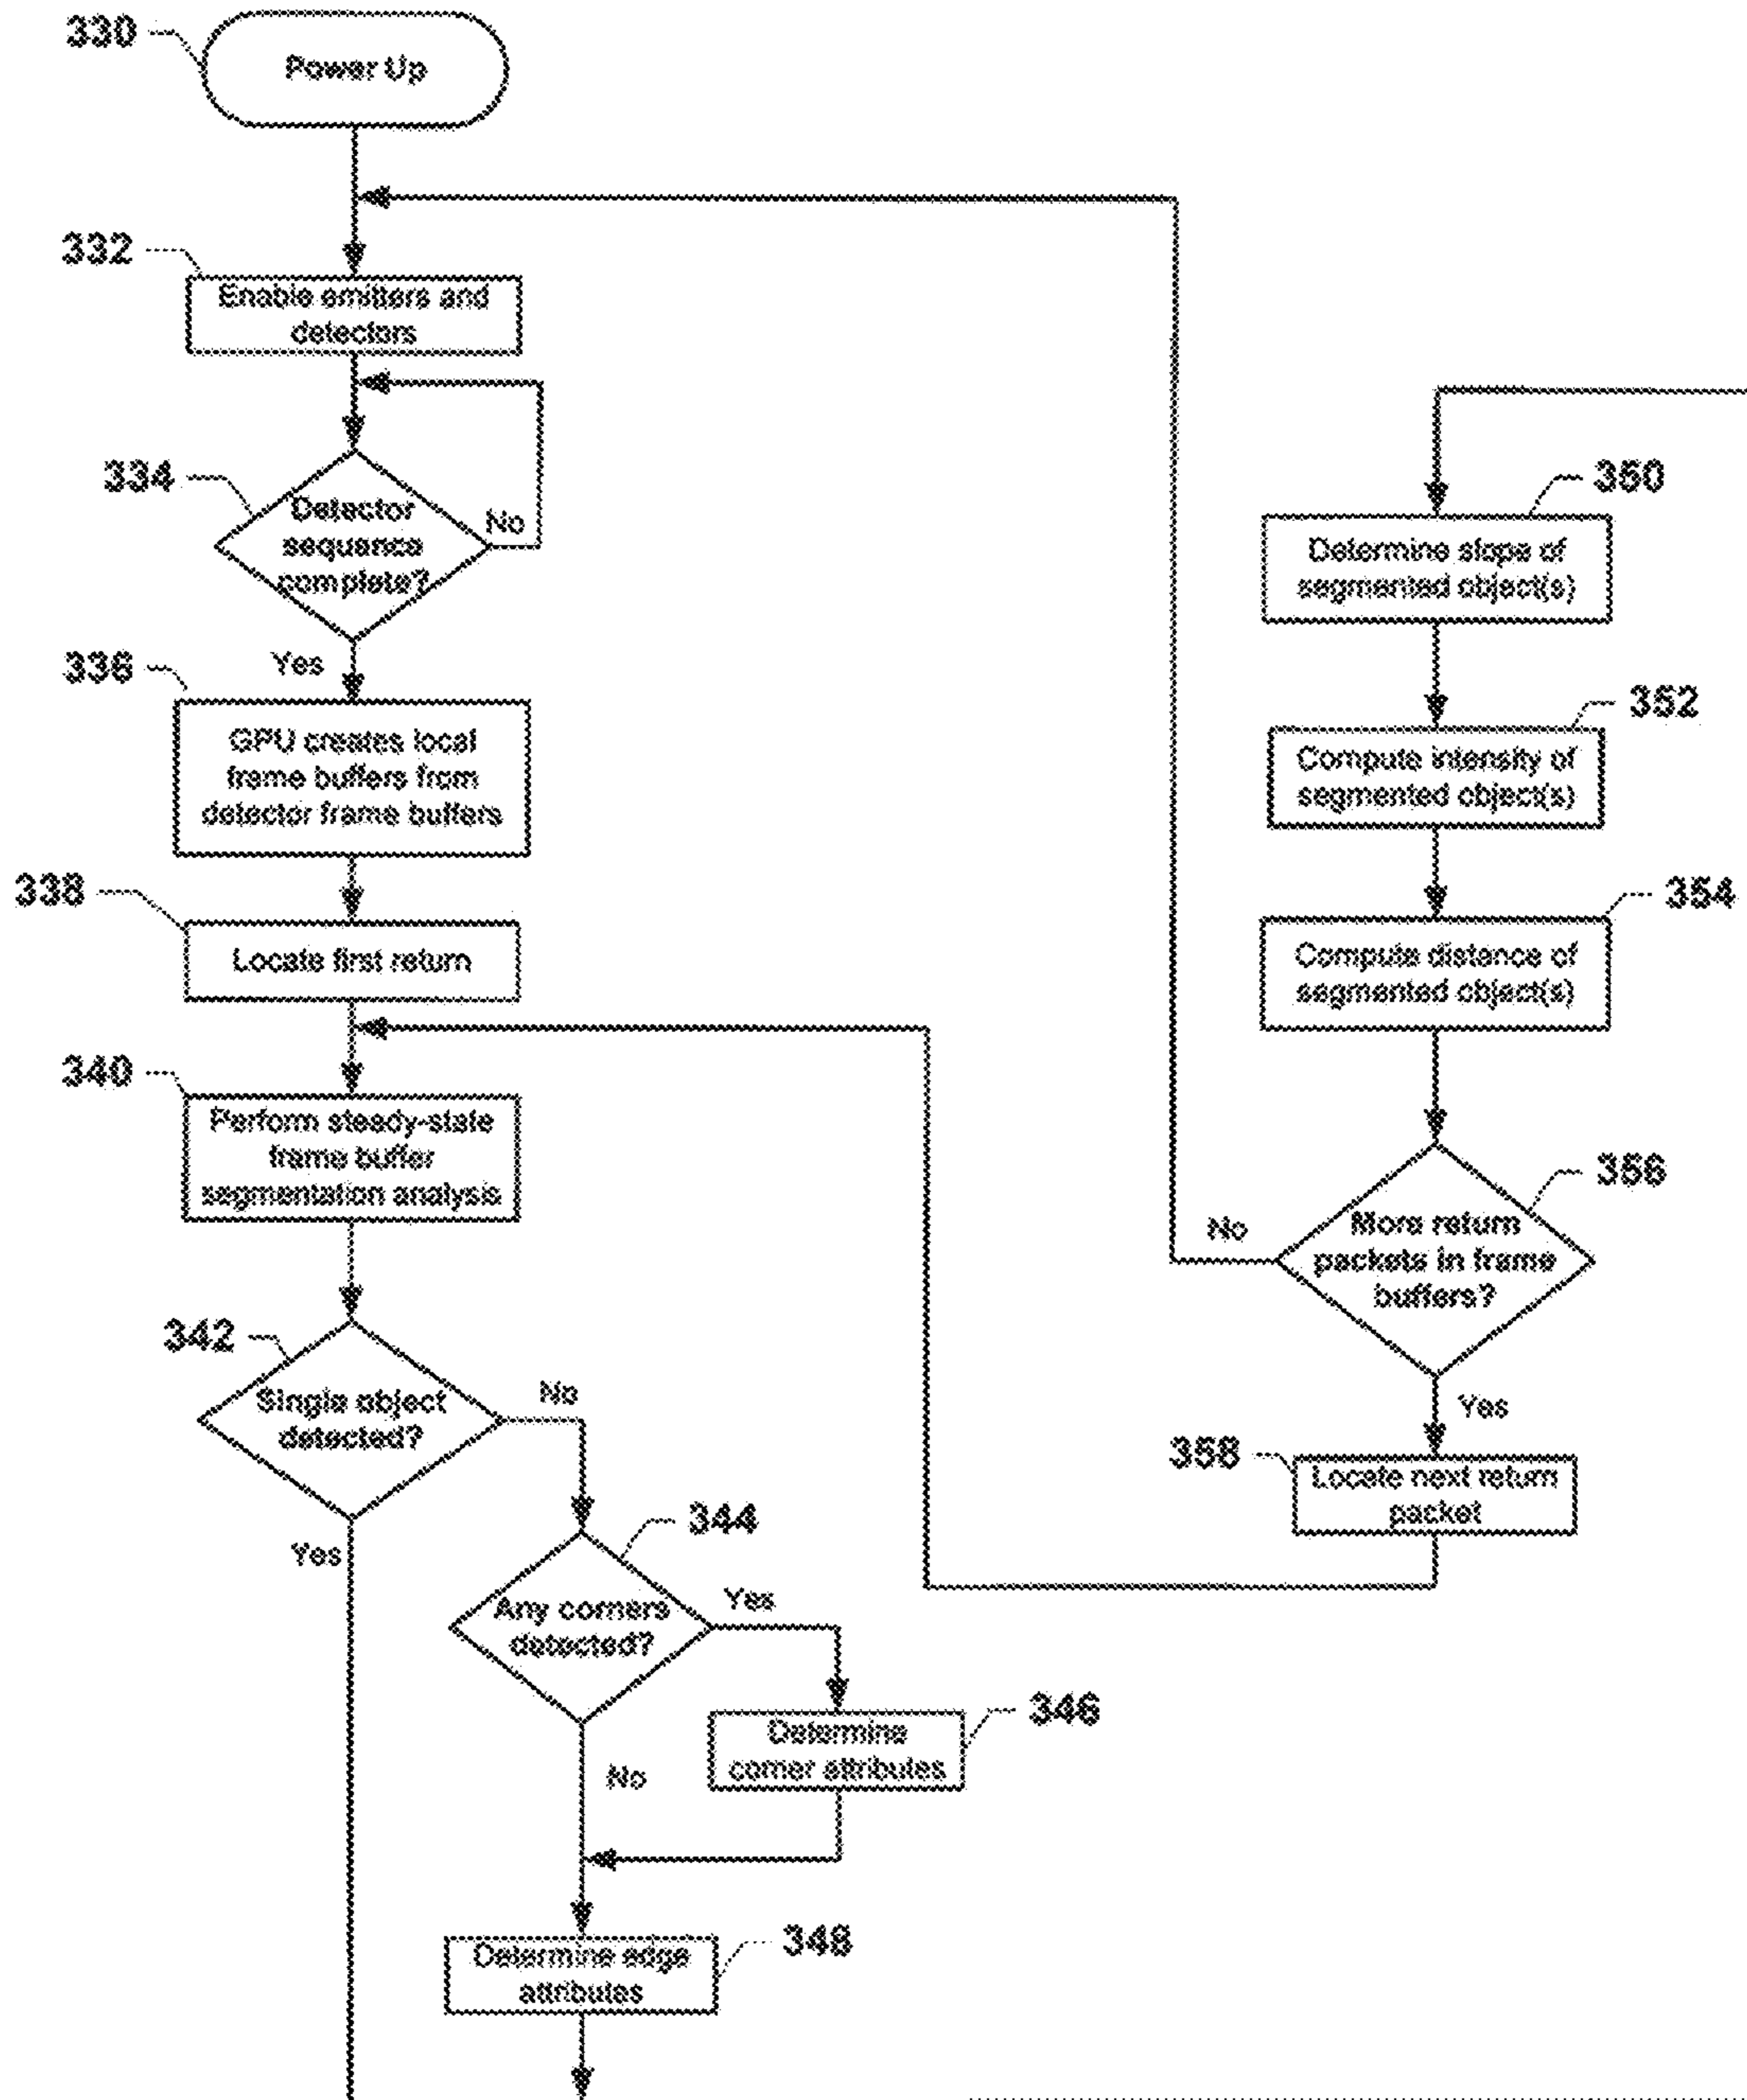 330
Power Up
332
Enable emitters and
detectors
334
Detector
sequence
complete?
No
Yes
336
GPU creates local
frame buffers from
detector frame buffers
338
Locate first return
340
Perform steady-state
frame buffer
segmentation analysis
342
Single object
detected?
No
Yes
344
Any corners
detected?
Yes
No
346
Determine
corner attributes
348
Determine edge
attributes
350
Determine slope of
segmented object(s)
352
Compute intensity of
segmented object(s)
354
Compute distance of
segmented object(s)
356
More return
packets in frame
buffers?
No
Yes
358
Locate next return
packet